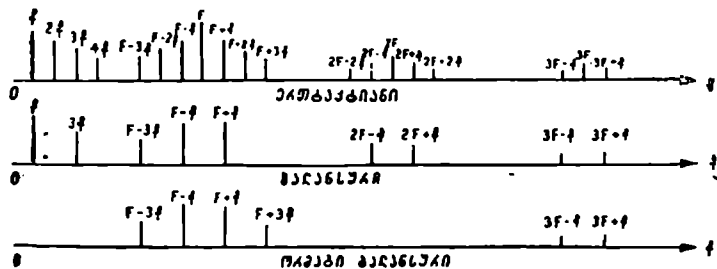 f 2f 3f 4f F-3f F-2f F-f F F+f F+2f F+3f 2F-2f 2F-f 2F 2F+f 2F+2f 3F-f 3F 3F+f
0 ერთტაქტიანი f
f 3f F-3f F-f F+f 2F-f 2F+f 3F-f 3F+f
0 ბალანსური f
F-3f F-f F+f F+3f 3F-f 3F+f
0 ორმაგი ბალანსური f